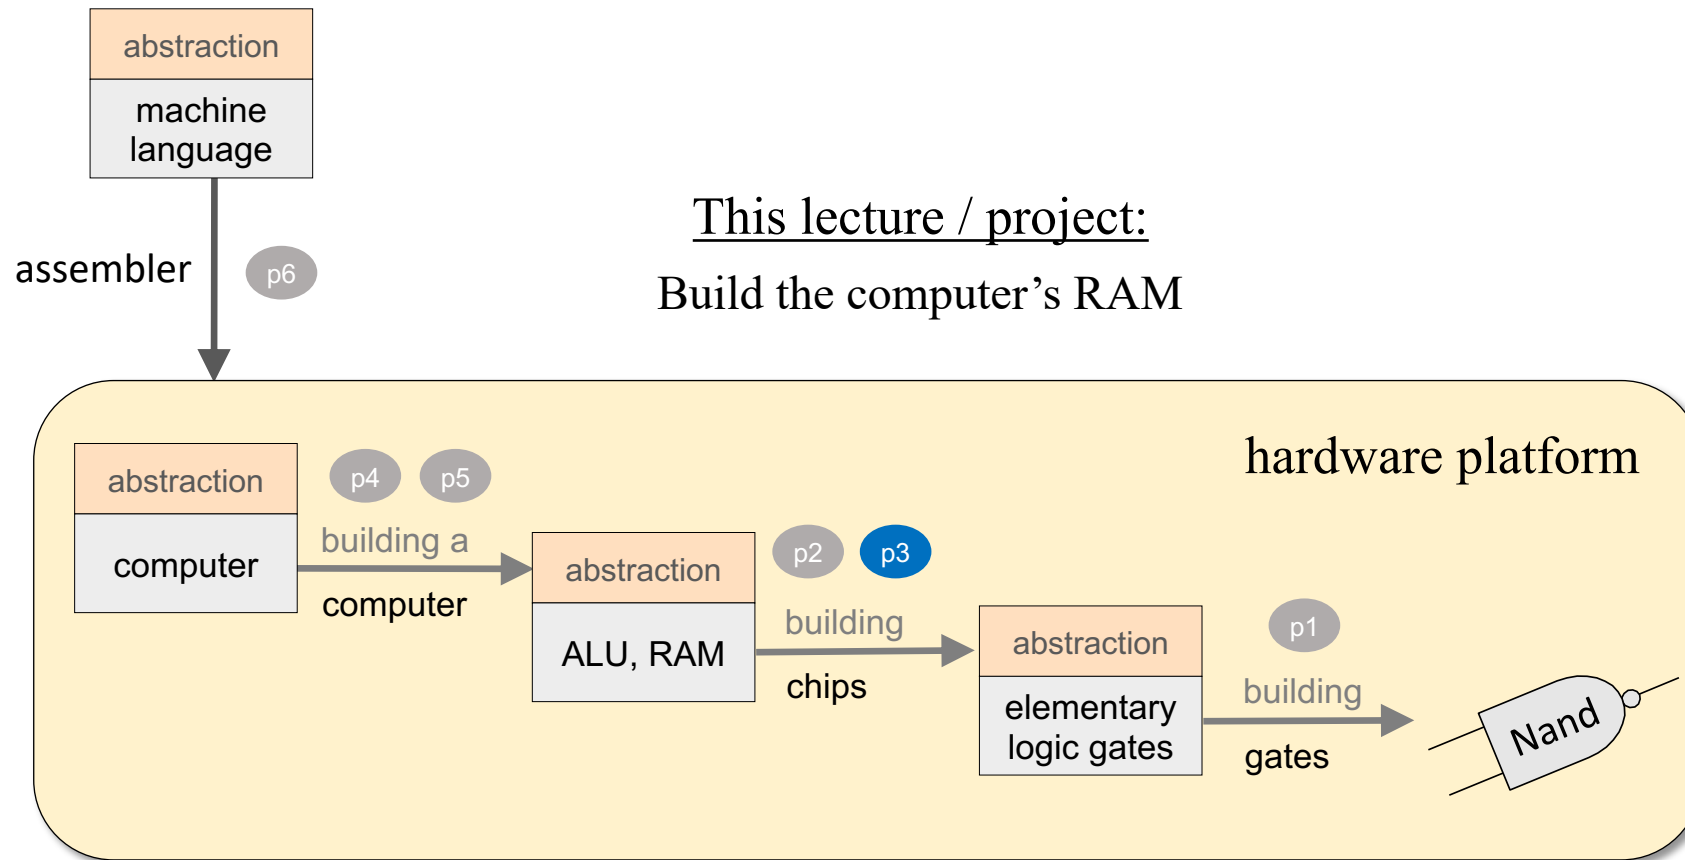 abstraction
machine
language
This lecture / project:
assembler
p6
Build the computer’s RAM
hardware platform
abstraction
computer
p4
p5
building a
computer
abstraction
ALU, RAM
p2
p3
building
chips
abstraction
elementary
logic gates
p1
building
gates
Nand